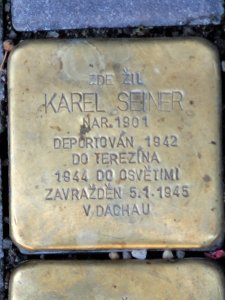 ZDE ŽIL
KAREL SEINER
NAR. 1901
DEPORTOVÁN 1942
DO TEREZÍNA
1944 DO OSVĚTIMI
ZAVRAŽDĚN 5.1.1945
V DACHAU